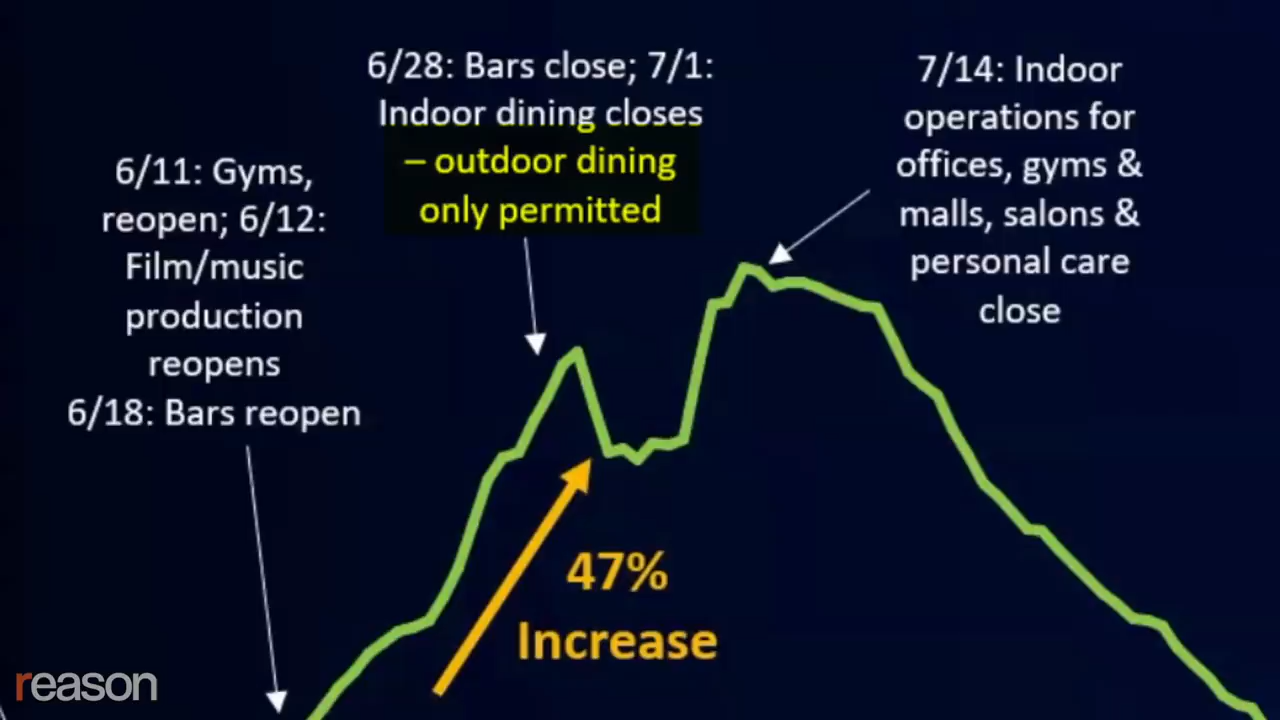 6/11: Gyms,
reopen; 6/12:
Film/music
production
reopens
6/18: Bars reopen
6/28: Bars close; 7/1:
Indoor dining closes
– outdoor dining
only permitted
7/14: Indoor
operations for
offices, gyms &
malls, salons &
personal care
close
47%
Increase
reason